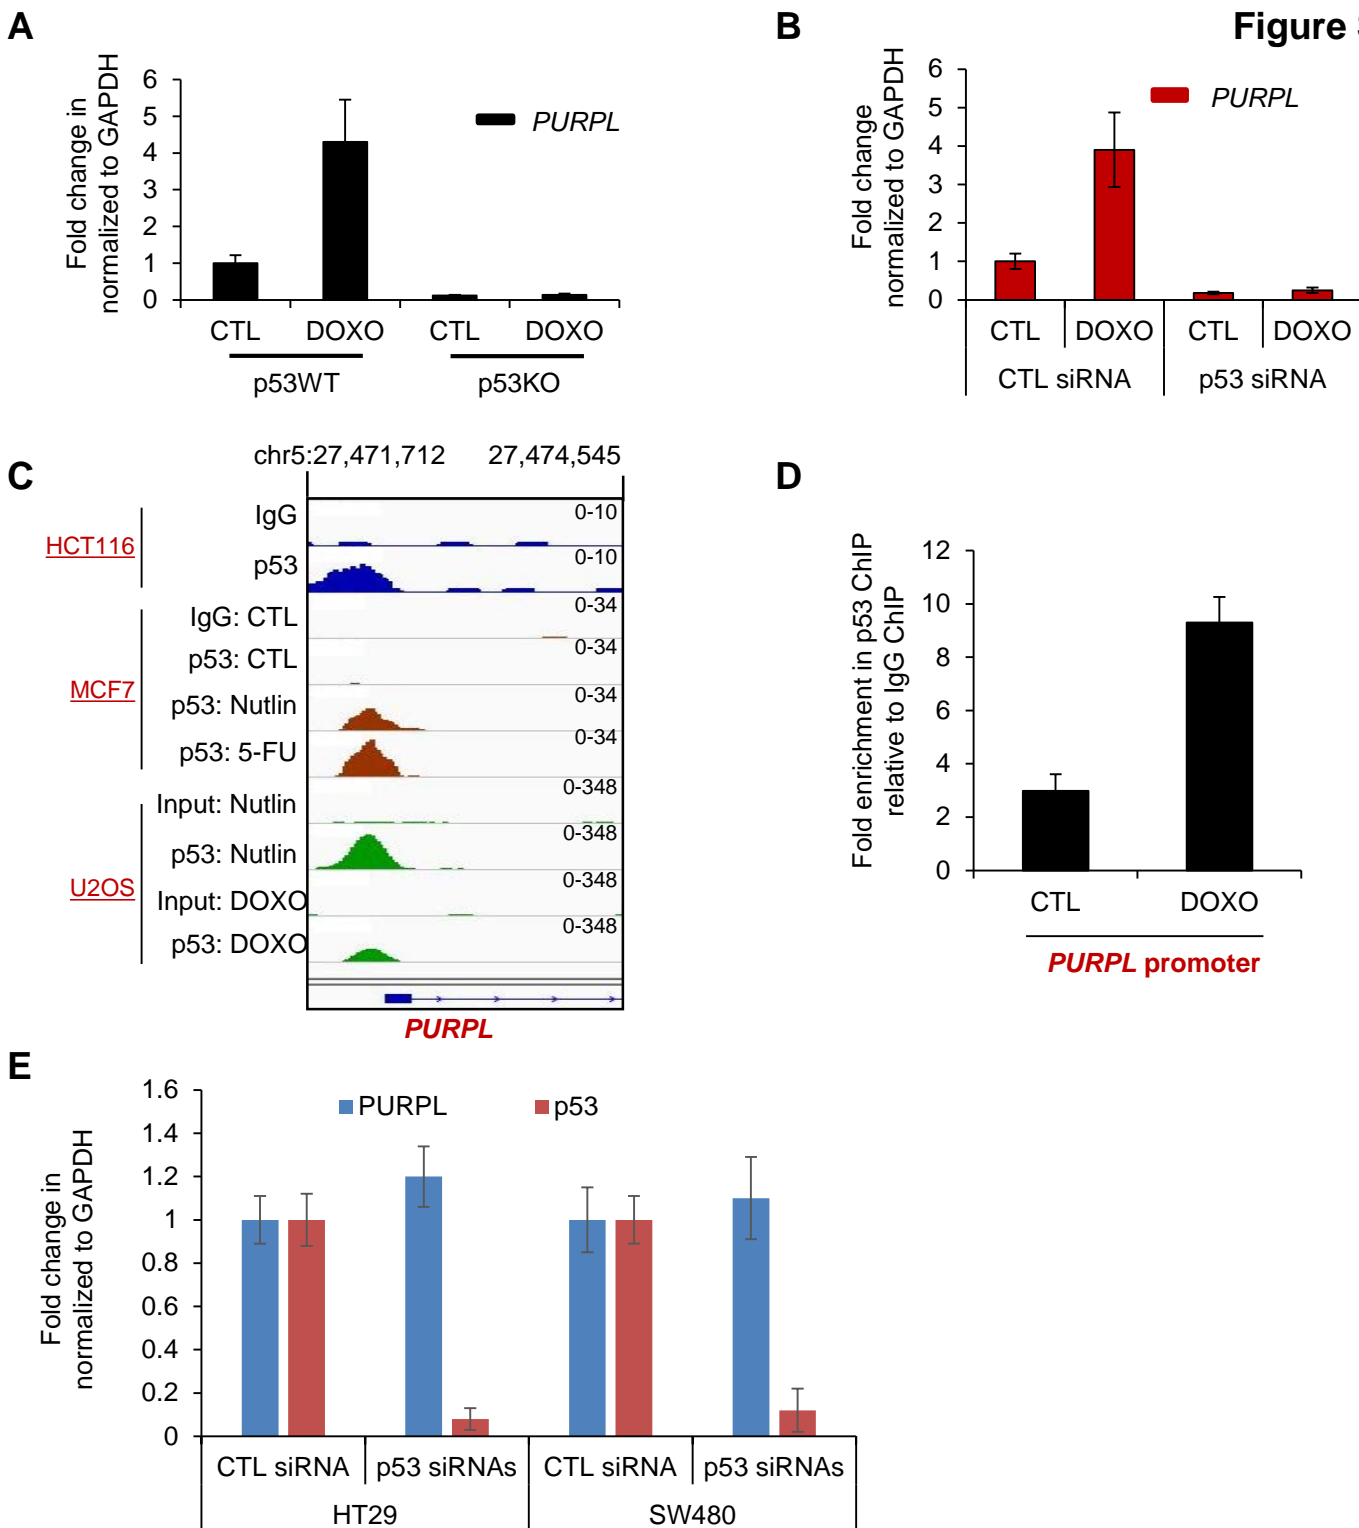 A
B
Figure
Fold change in
normalized to GAPDH
6
5
4
3
2
1
0
PURPL
CTL
DOXO
CTL
DOXO
p53WT
p53KO
Fold change
normalized to GAPDH
6
5
4
3
2
1
0
PURPL
CTL
DOXO
CTL
DOXO
CTL siRNA
p53 siRNA
C
chr5:27,471,712
27,474,545
HCT116
IgG
0-10
p53
0-10
MCF7
IgG: CTL
0-34
p53: CTL
0-34
p53: Nutlin
0-34
p53: 5-FU
0-34
U2OS
Input: Nutlin
0-348
p53: Nutlin
0-348
Input: DOXO
0-348
p53: DOXO
0-348
PURPL
D
Fold enrichment in p53 ChIP
relative to IgG ChIP
12
10
8
6
4
2
0
CTL
DOXO
PURPL promoter
E
Fold change in
normalized to GAPDH
1.6
1.4
1.2
1
0.8
0.6
0.4
0.2
0
PURPL
p53
CTL siRNA
p53 siRNAs
CTL siRNA
p53 siRNAs
HT29
SW480